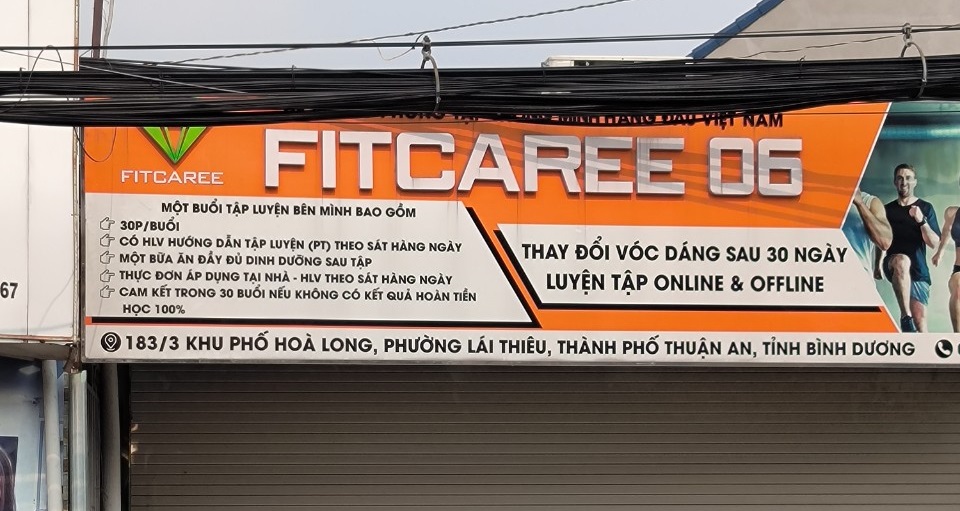 VIỆT NAM
FITCAREE
FITCAREE 06
MỘT BUỔI TẬP LUYỆN BÊN MÌNH BAO GỒM
30P/BUỔI
CÓ HLV HƯỚNG DẪN TẬP LUYỆN (PT) THEO SÁT HÀNG NGÀY
MỘT BỮA ĂN ĐẦY ĐỦ DINH DƯỠNG SAU TẬP
THỰC ĐƠN ÁP DỤNG TẠI NHÀ - HLV THEO SÁT HÀNG NGÀY
CAM KẾT TRONG 30 BUỔI NẾU KHÔNG CÓ KẾT QUẢ HOÀN TIỀN
HỌC 100%
THAY ĐỔI VÓC DÁNG SAU 30 NGÀY
LUYỆN TẬP ONLINE & OFFLINE
67
183/3 KHU PHỐ HOÀ LONG, PHƯỜNG LÁI THIÊU, THÀNH PHỐ THUẬN AN, TỈNH BÌNH DƯƠNG